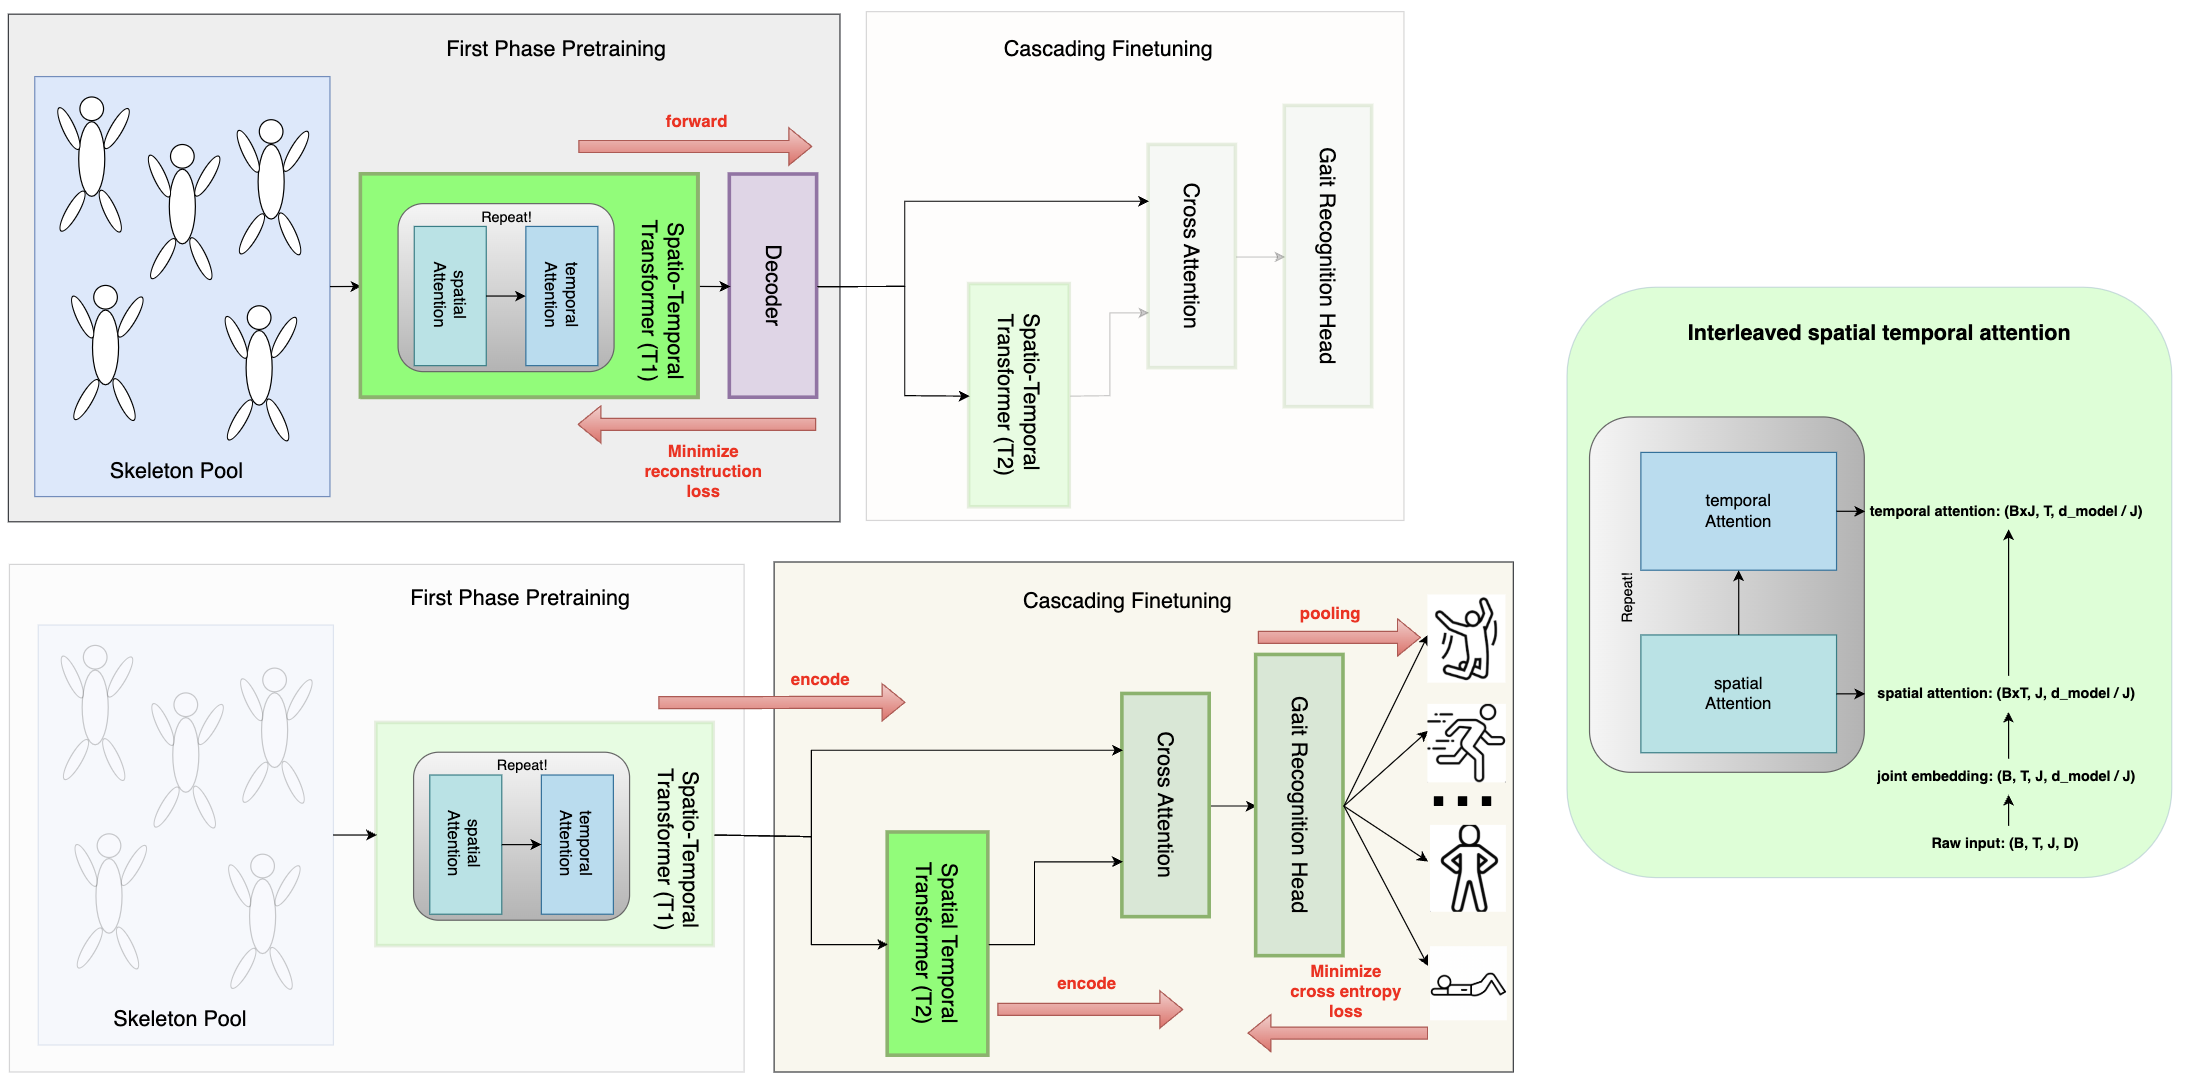 First Phase Pretraining
Skeleton Pool
forward
Repeat!
spatial
Attention
temporal
Attention
Spatio-Temporal
Transformer (T1)
Decoder
Minimize
reconstruction
loss
Cascading Finetuning
Spatio-Temporal
Transformer (T2)
Cross Attention
Gait Recognition Head
First Phase Pretraining
Skeleton Pool
Repeat!
spatial
Attention
temporal
Attention
Spatio-Temporal
Transformer (T1)
encode
Cascading Finetuning
Spatial Temporal
Transformer (T2)
encode
Cross Attention
Gait Recognition Head
pooling
Minimize
cross entropy
loss
Interleaved spatial temporal attention
Repeat!
temporal
Attention
spatial
Attention
temporal attention: (BxJ, T, d_model / J)
spatial attention: (BxT, J, d_model / J)
joint embedding: (B, T, J, d_model / J)
Raw input: (B, T, J, D)